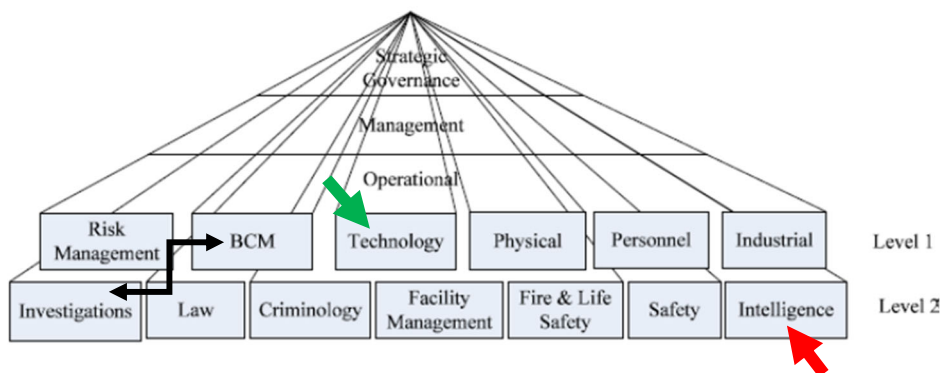 Strategic
Governance
Management
Operational
Risk
Management
BCM
Technology
Physical
Personnel
Industrial
Level 1
Investigations
Law
Criminology
Facility
Management
Fire & Life
Safety
Safety
Intelligence
Level 2